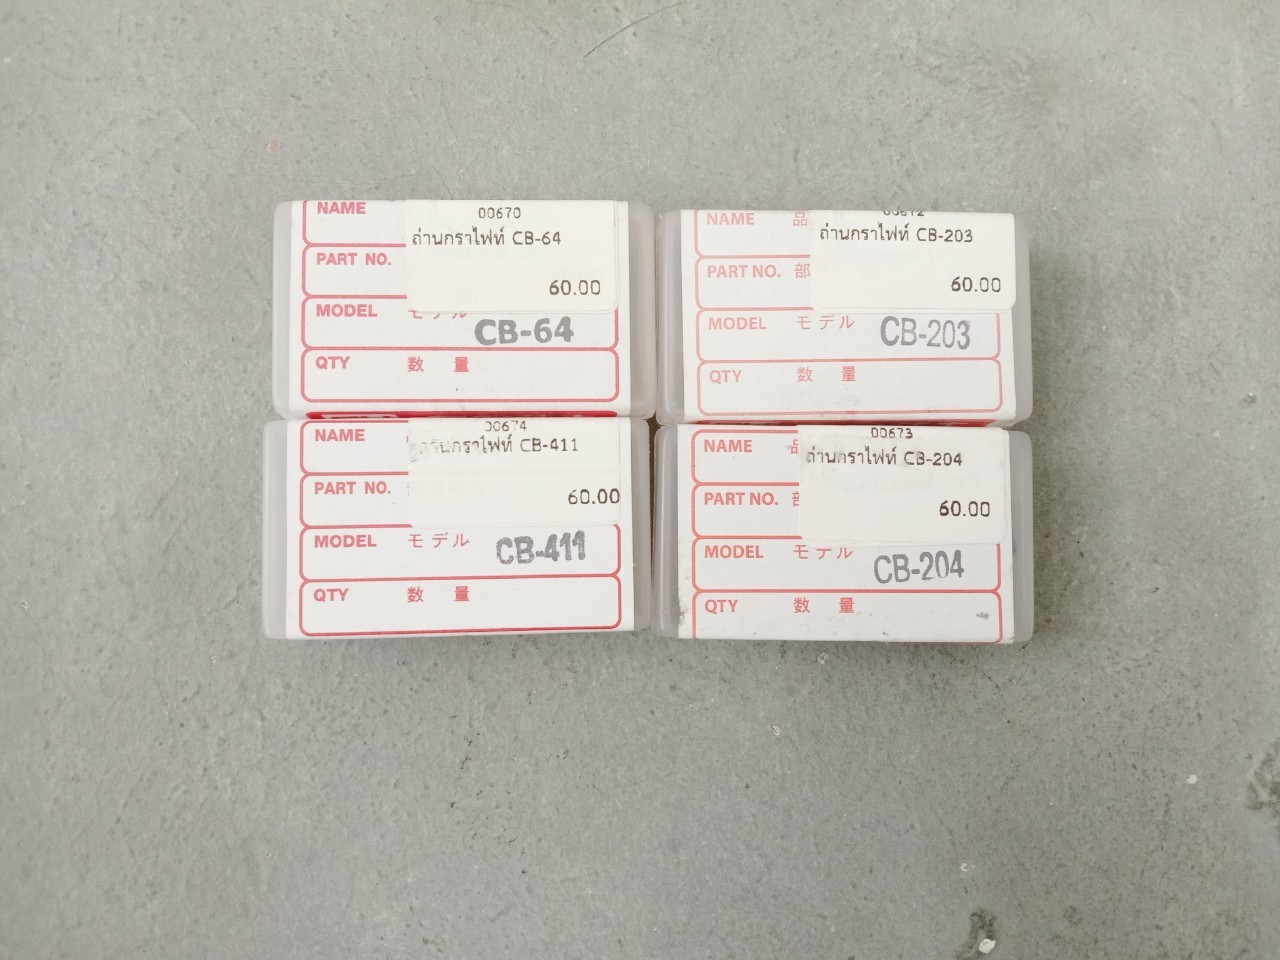 NAME
00670
ถ่านกราไฟท์ CB-64
PART NO.
60.00
MODEL モデル
CB-64
QTY 数 量
NAME 品
00672
ถ่านกราไฟท์ CB-203
PART NO. 部
60.00
MODEL モデル
CB-203
QTY 数 量
NAME
00674
ถ่านกราไฟท์ CB-411
PART NO.
60.00
MODEL モデル
CB-411
QTY 数 量
NAME
00673
ถ่านกราไฟท์ CB-204
PART NO.
60.00
MODEL モデル
CB-204
QTY 数 量